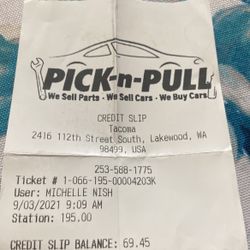 PICK-n-PULL
We Sell Parts · We Sell Cars · We Buy Cars
CREDIT SLIP
Tacoma
2416 112th Street South, Lakewood, WA
98499, USA
253-588-1775
Ticket # 1-066-195-00004203K
User: MICHELLE NISH
9/03/2021 9:09 AM
Station: 195.00
CREDIT SLIP BALANCE: 69.45